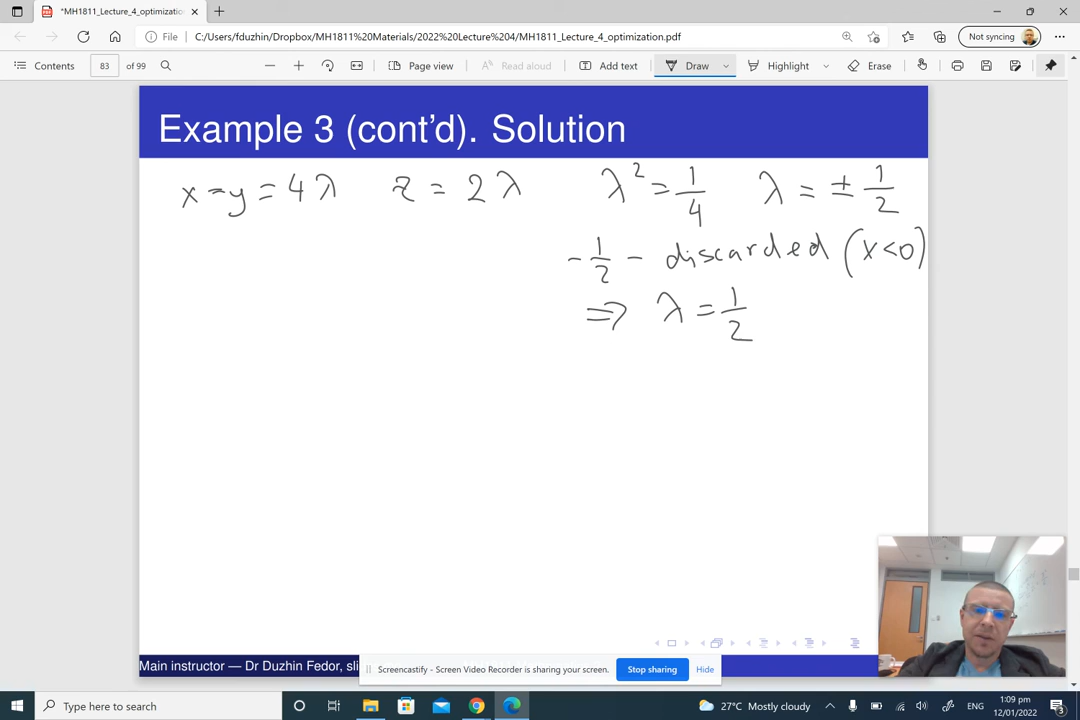 *MH1811_Lecture_4_optimization
File
C:/Users/fduzhin/Dropbox/MH1811%20Materials/2022%20Lecture%204/MH1811_Lecture_4_optimization.pdf
Not syncing
Contents
83 of 99
Page view
Read aloud
Add text
Draw
Highlight
Erase
Example 3 (cont'd). Solution
x = y = 4λ z = 2λ λ² = 1/4 λ = ± 1/2
- 1/2 - discarded (x<0)
⇒ λ = 1/2
Main instructor — Dr Duzhin Fedor, sli
Screencastify - Screen Video Recorder is sharing your screen.
Stop sharing
Hide
Type here to search
27°C Mostly cloudy
ENG
1:09 pm
12/01/2022
3